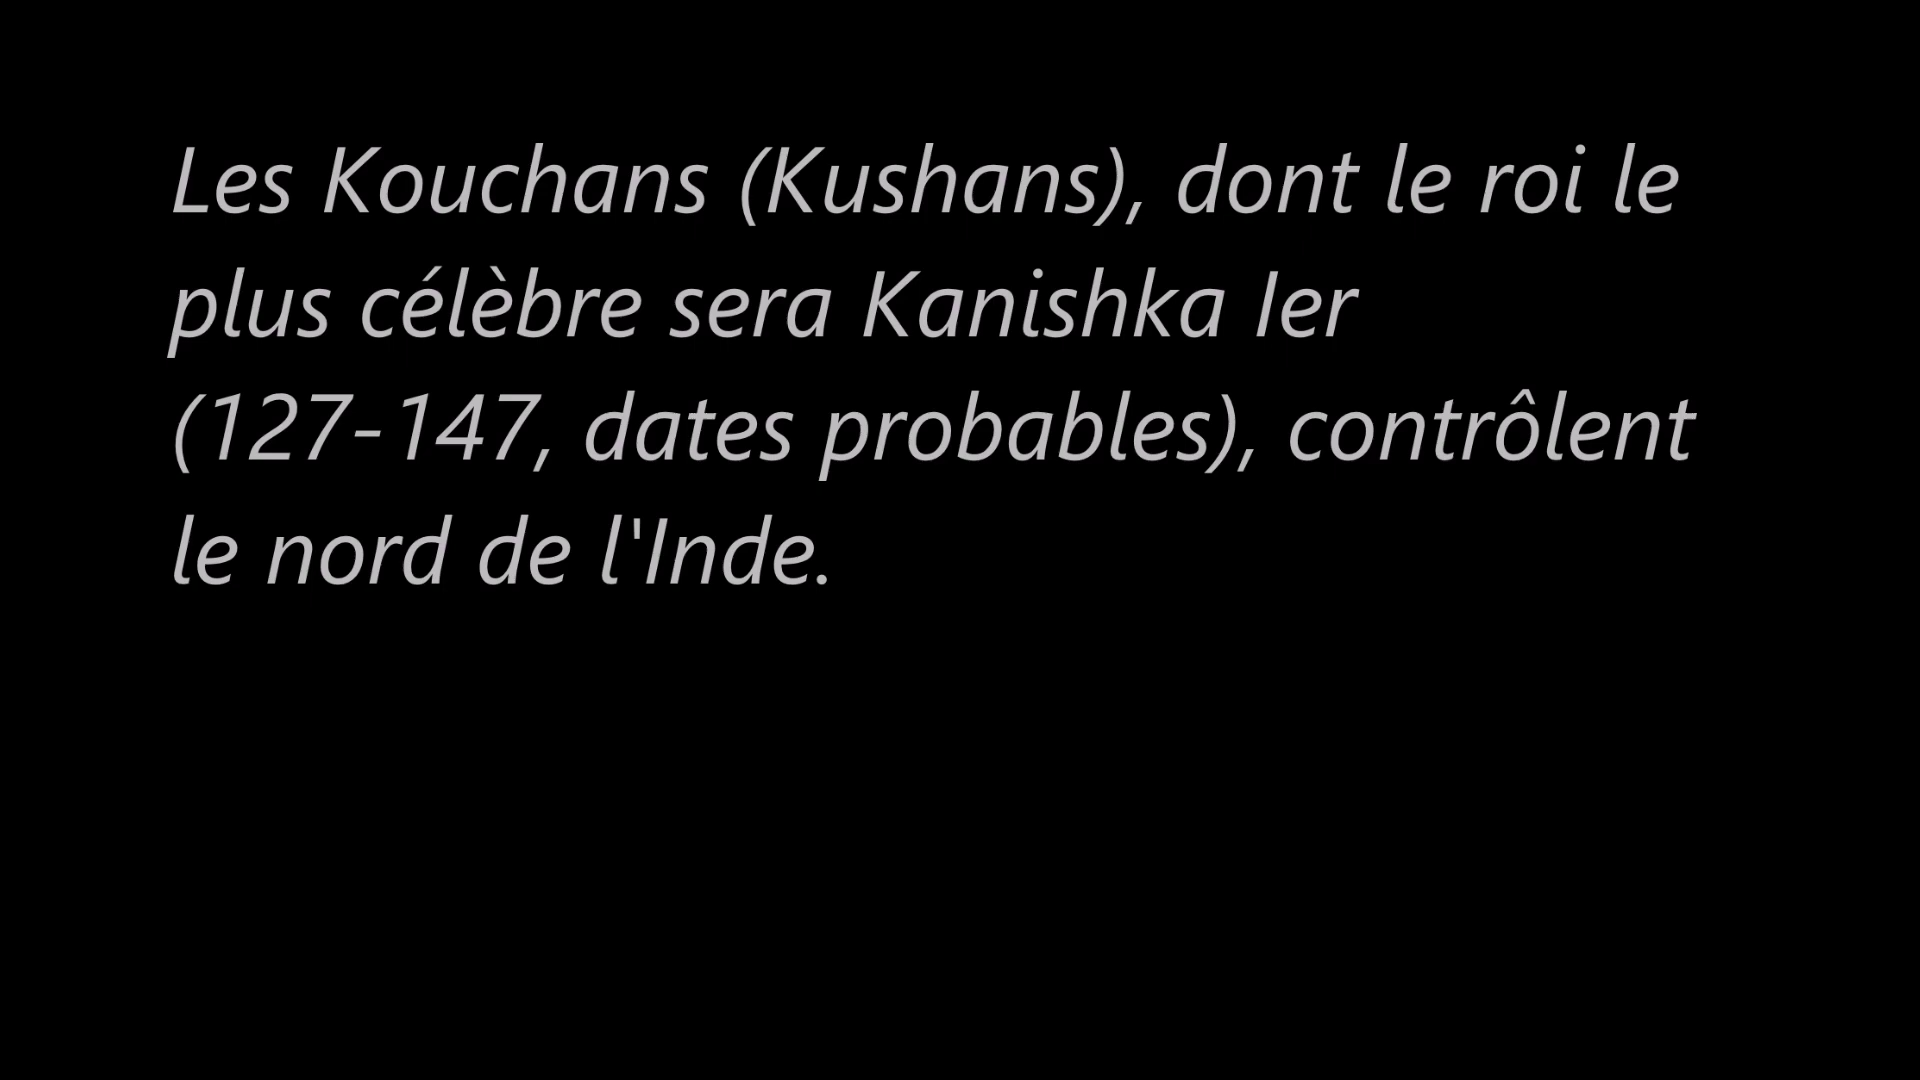 Les Kouchans (Kushans), dont le roi le
plus célèbre sera Kanishka Ier
(127-147, dates probables), contrôlent
le nord de l'Inde.